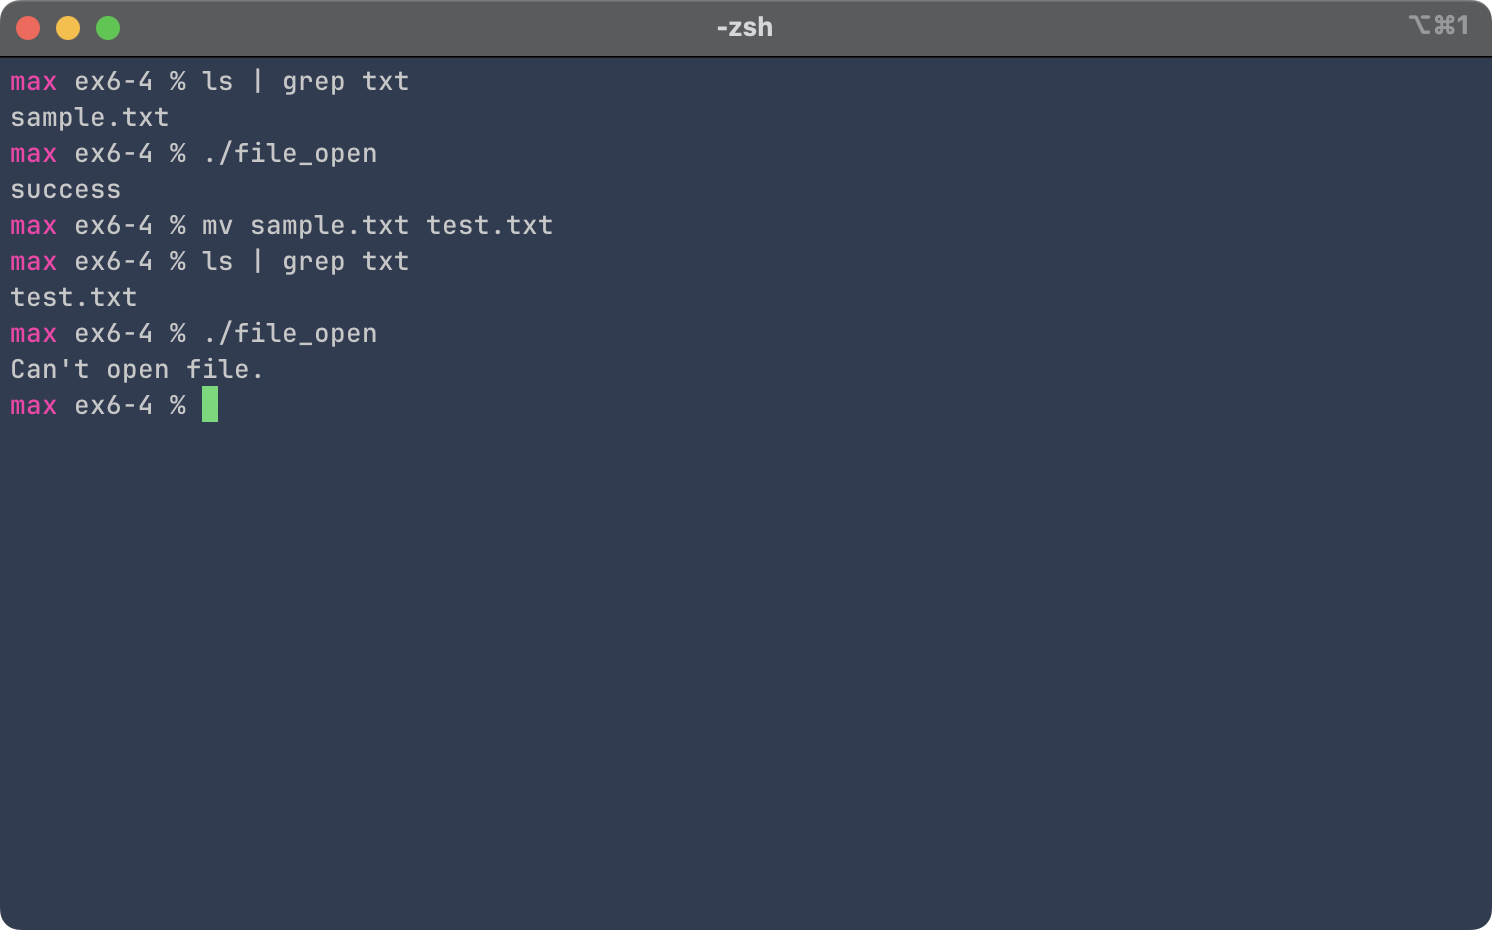 -zsh
⌥⌘1
max ex6-4 % ls | grep txt
sample.txt
max ex6-4 % ./file_open
success
max ex6-4 % mv sample.txt test.txt
max ex6-4 % ls | grep txt
test.txt
max ex6-4 % ./file_open
Can't open file.
max ex6-4 %